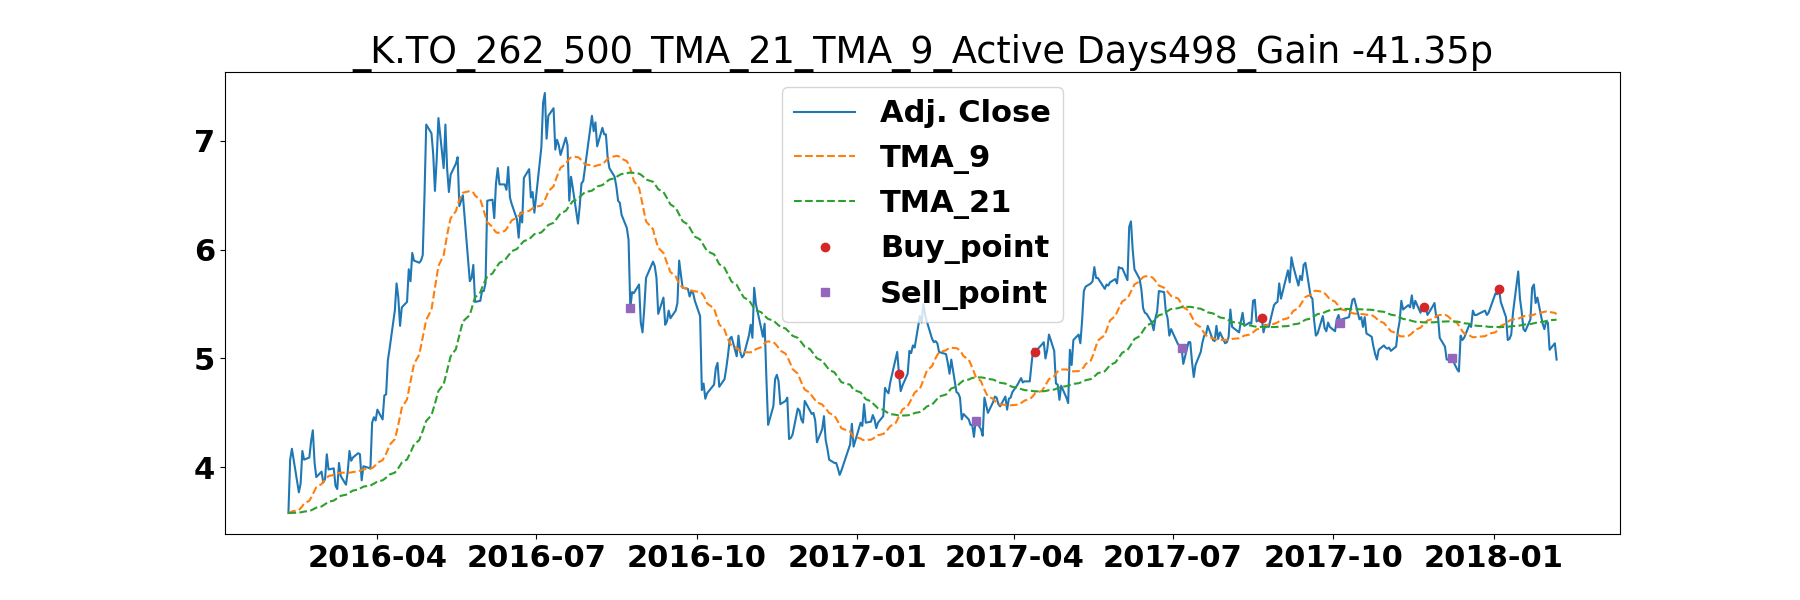 _K.TO_262_500_TMA_21_TMA_9_Active Days498_Gain -41.35p
Adj. Close
TMA_9
TMA_21
Buy_point
Sell_point
7
6
5
4
2016-04 2016-07 2016-10 2017-01 2017-04 2017-07 2017-10 2018-01